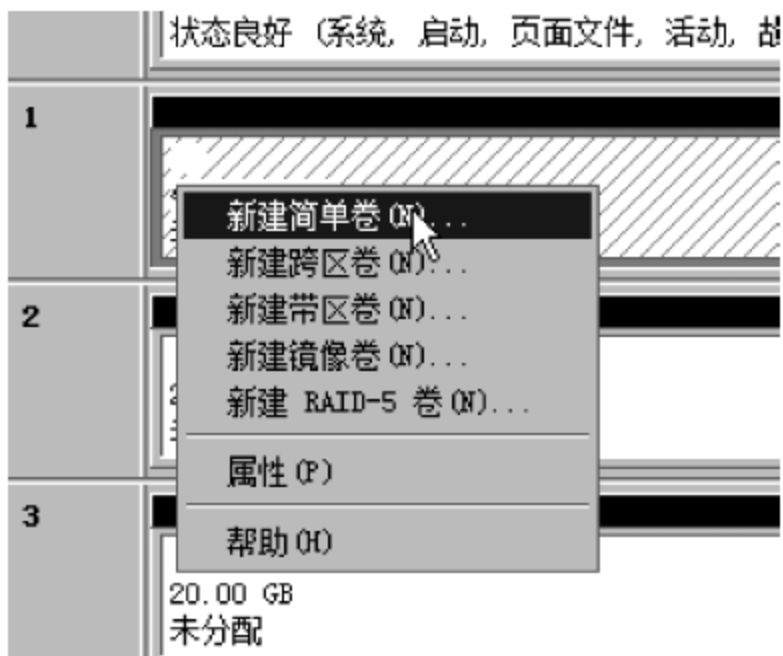 状态良好 (系统, 启动, 页面文件, 活动,
1
新建简单卷(N)...
新建跨区卷(N)...
2
新建带区卷(N)...
新建镜像卷(N)...
新建 RAID-5 卷(N)...
属性(P)
3
帮助(H)
20.00 GB
未分配